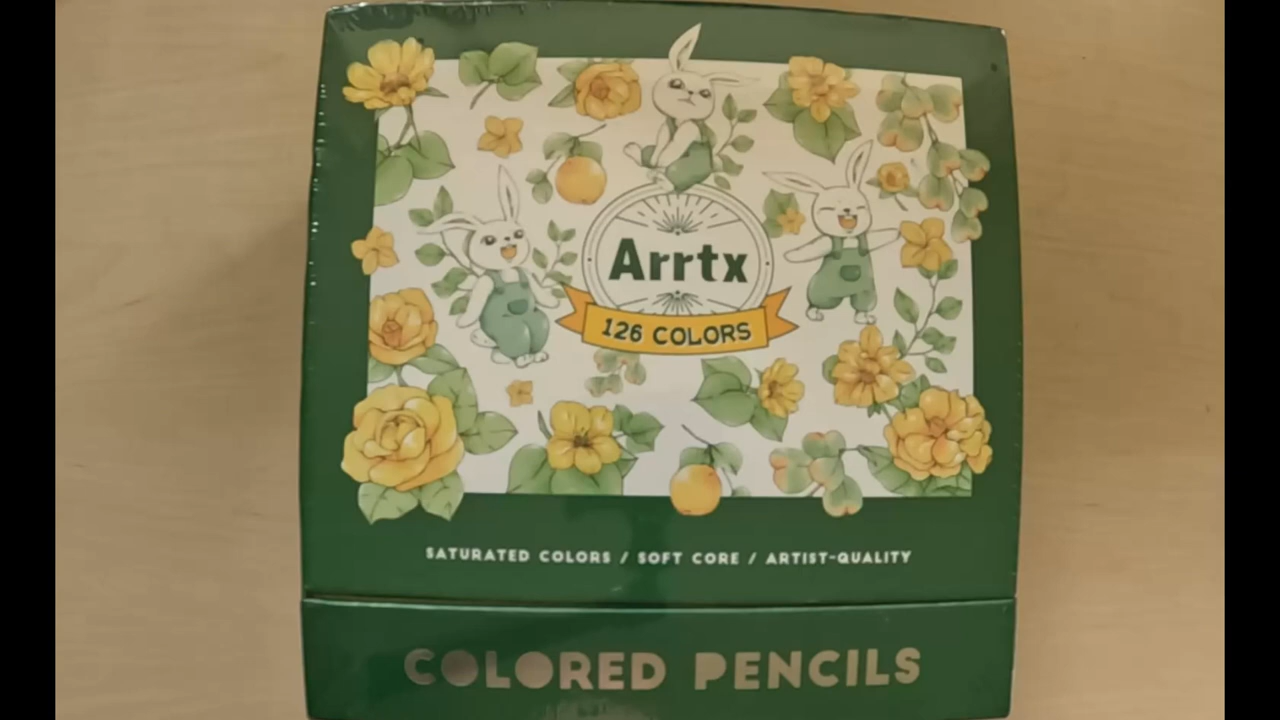 Arrtx
126 COLORS
SATURATED COLORS / SOFT CORE / ARTIST-QUALITY
COLORED PENCILS